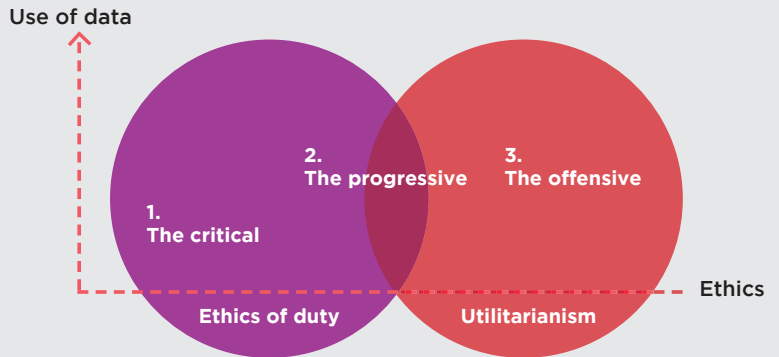 Use of data
2.
The progressive
3.
The offensive
1.
The critical
Ethics
Ethics of duty
Utilitarianism